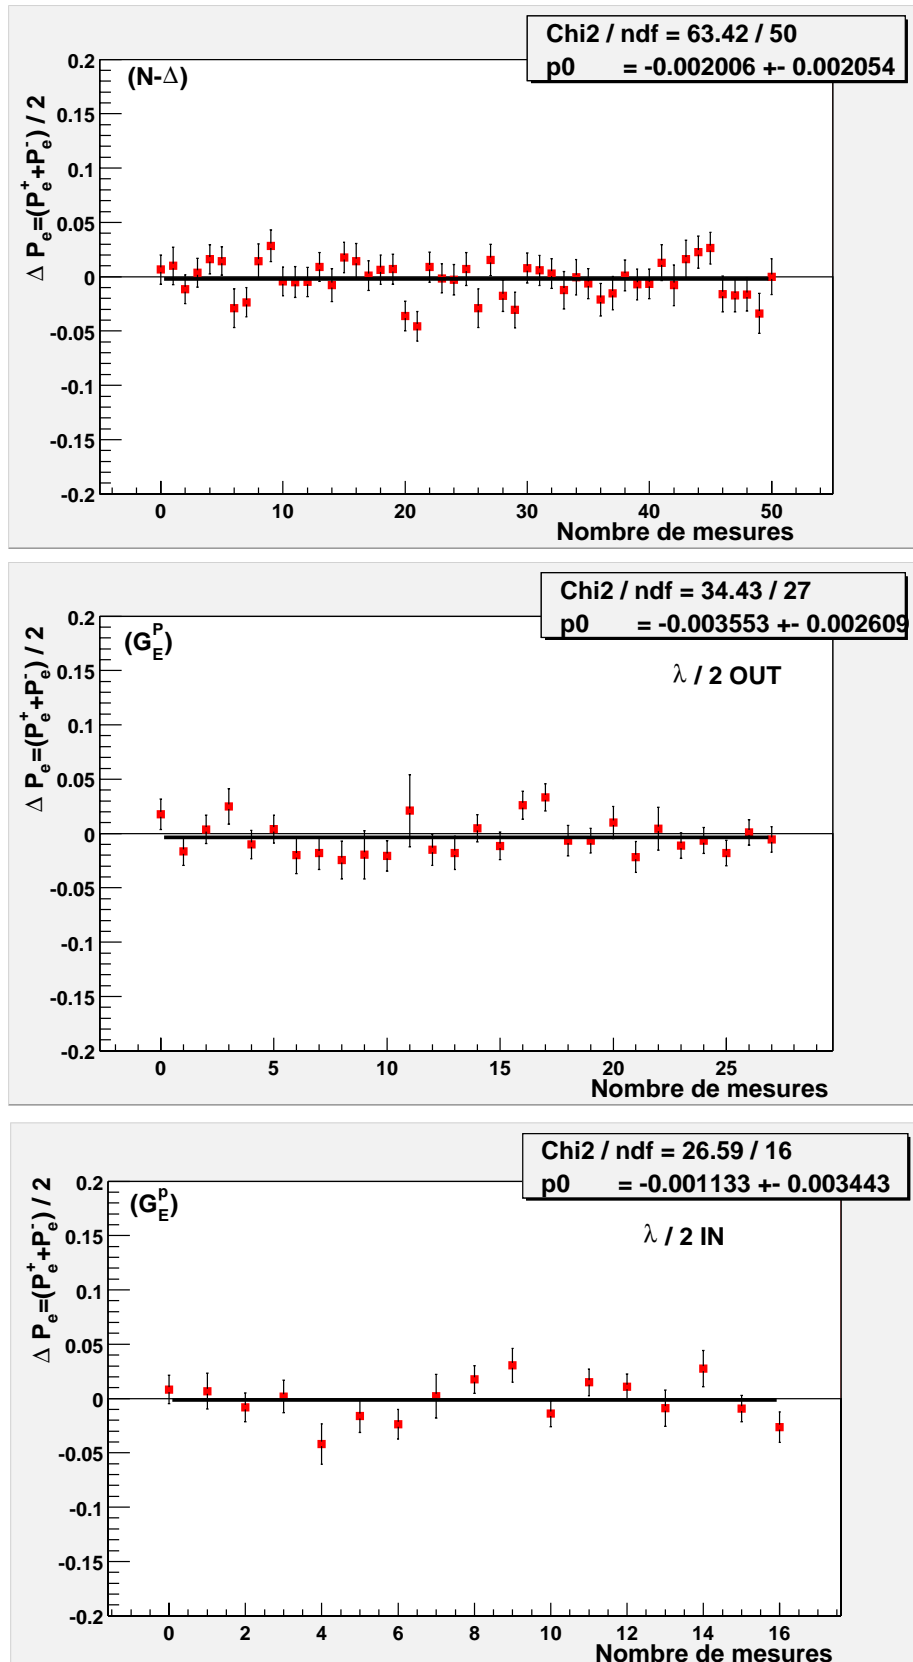 Chi2 / ndf = 63.42 / 50
p0 = -0.002006 +- 0.002054
(N-Δ)
Δ P_e=(P_e^++P_e^-) / 2
0.2
0.15
0.1
0.05
0
-0.05
-0.1
-0.15
-0.2
0 10 20 30 40 50
Nombre de mesures
Chi2 / ndf = 34.43 / 27
p0 = -0.003553 +- 0.002609
(G_E^P)
λ / 2 OUT
Δ P_e=(P_e^++P_e^-) / 2
0.2
0.15
0.1
0.05
0
-0.05
-0.1
-0.15
-0.2
0 5 10 15 20 25
Nombre de mesures
Chi2 / ndf = 26.59 / 16
p0 = -0.001133 +- 0.003443
(G_E^p)
λ / 2 IN
Δ P_e=(P_e^++P_e^-) / 2
0.2
0.15
0.1
0.05
0
-0.05
-0.1
-0.15
-0.2
0 2 4 6 8 10 12 14 16
Nombre de mesures